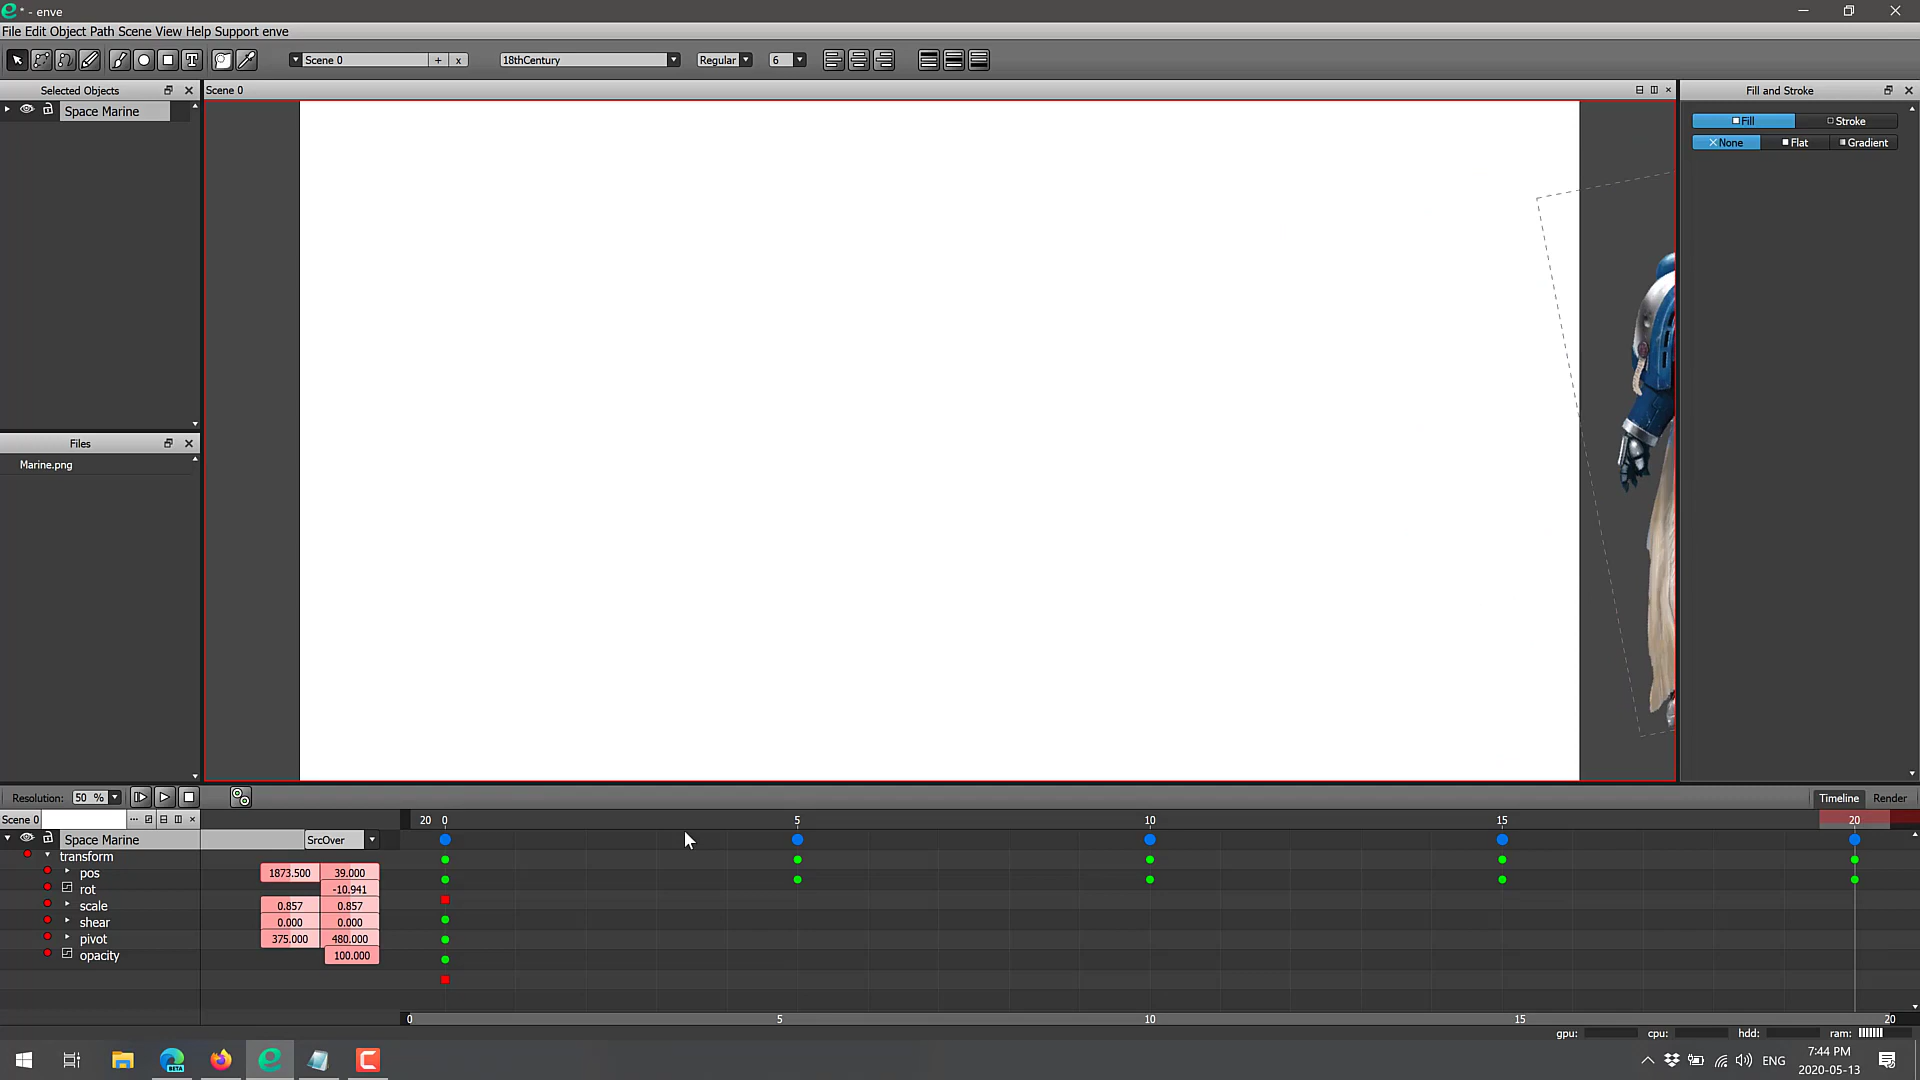 * - enve
File Edit Object Path Scene View Help Support enve
Scene 0 + x 18thCentury Regular 6
Selected Objects
Space Marine
Files
Marine.png
Scene 0
Fill and Stroke
Fill Stroke
None Flat Gradient
Resolution: 50 %
Timeline Render
Scene 0
20 0 5 10 15 20
Space Marine SrcOver
transform
pos 1873.500 39.000
rot -10.941
scale 0.857 0.857
shear 0.000 0.000
pivot 375.000 480.000
opacity 100.000
0 5 10 15 20
gpu: cpu: hdd: ram:
BETA
ENG
7:44 PM
2020-05-13